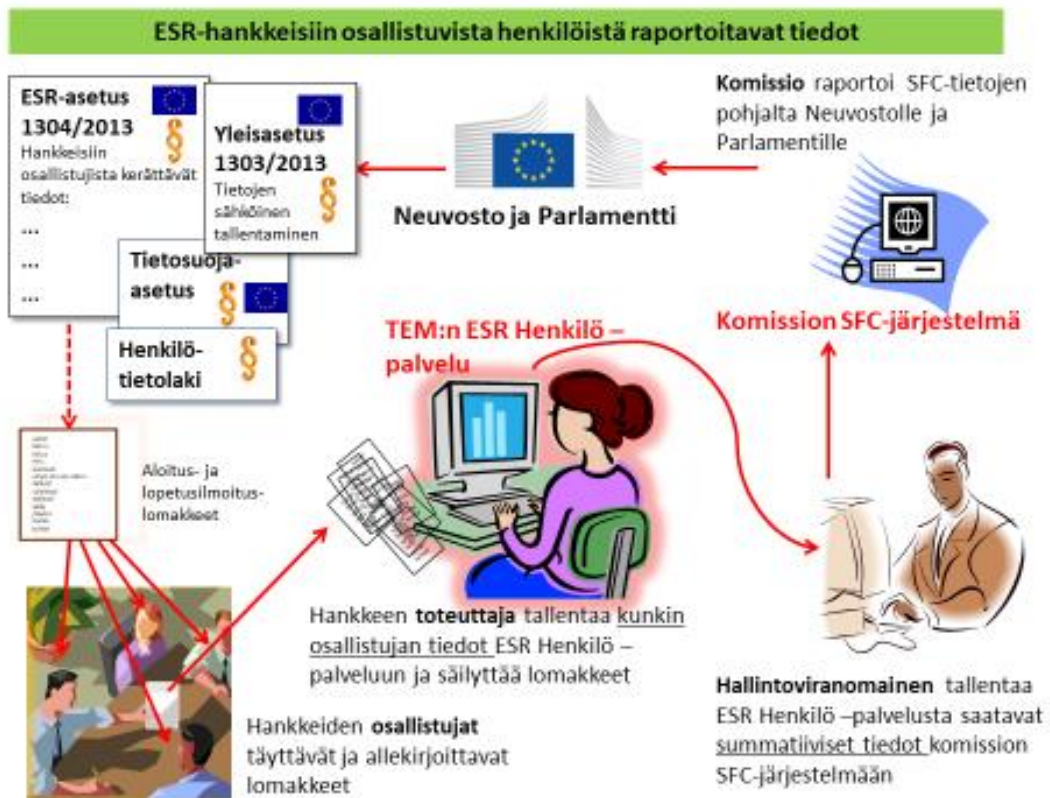 ESR-hankkeisiin osallistuvista henkilöistä raportoitavat tiedot
ESR-asetus
1304/2013
Hankkeisiin
osallistujista kerättävät
tiedot:
...
...
...
Yleisasetus
1303/2013
Tietojen
sähköinen
tallentaminen
Tietosuoja-
asetus
Henkilö-
tietolaki
Neuvosto ja Parlamentti
Komissio raportoi SFC-tietojen
pohjalta Neuvostolle ja
Parlamentille
Komission SFC-järjestelmä
TEM:n ESR Henkilö –
palvelu
Aloitus- ja
lopetusilmoitus-
lomakkeet
Hankkeiden osallistujat
täyttävät ja allekirjoittavat
lomakkeet
Hankkeen toteuttaja tallentaa kunkin
osallistujan tiedot ESR Henkilö –
palveluun ja säilyttää lomakkeet
Hallintoviranomainen tallentaa
ESR Henkilö –palvelusta saatavat
summatiiviset tiedot komission
SFC-järjestelmään